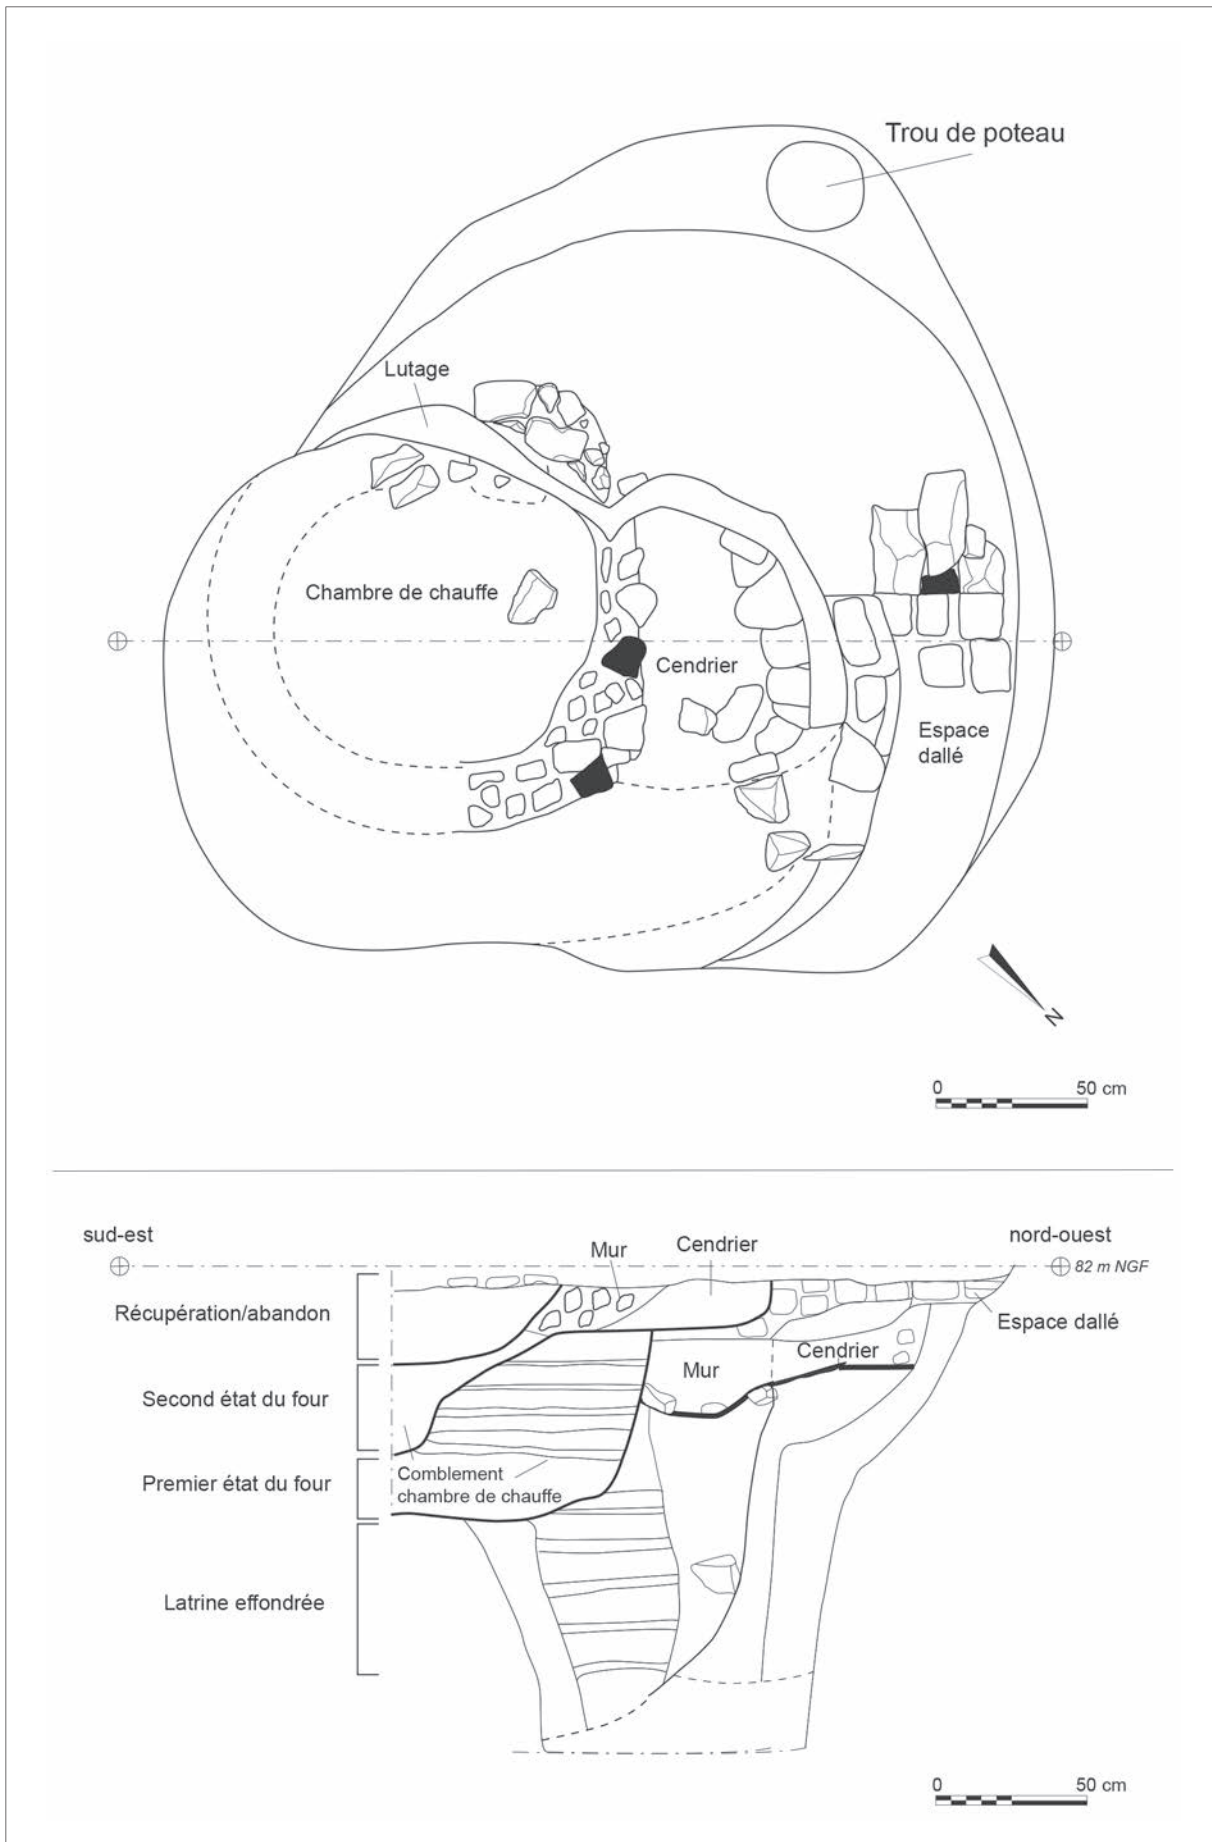 Trou de poteau
Lutage
Chambre de chauffe
Cendrier
Espace
dallé
N
0 50 cm
sud-est
nord-ouest
Mur
Cendrier
82 m NGF
Récupération/abandon
Espace dallé
Cendrier
Mur
Second état du four
Comblement
chambre de chauffe
Premier état du four
Latrine effondrée
0 50 cm